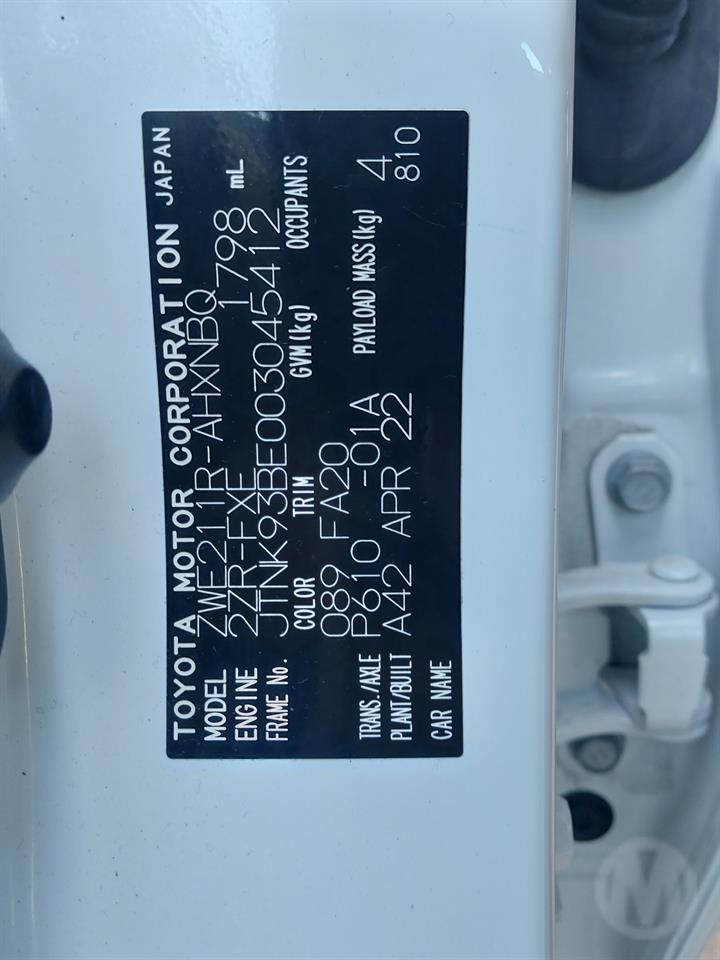 TOYOTA MOTOR CORPORATION JAPAN
MODEL ZWE211R-AHXNBQ
ENGINE 2ZR-FXE 1798 mL
FRAME No. JTNK93BE003045412
COLOR TRIM GVM(kg) OCCUPANTS
089 FA20 4
TRANS./AXLE P610 -01A PAYLOAD MASS(kg) 810
PLANT/BUILT A42 APR 22
CAR NAME
M